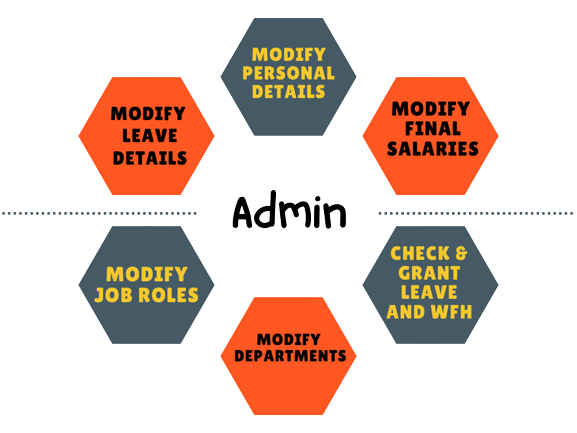 MODIFY
PERSONAL
DETAILS
MODIFY
LEAVE
DETAILS
MODIFY
FINAL
SALARIES
Admin
MODIFY
JOB ROLES
CHECK &
GRANT
LEAVE
AND WFH
MODIFY
DEPARTMENTS